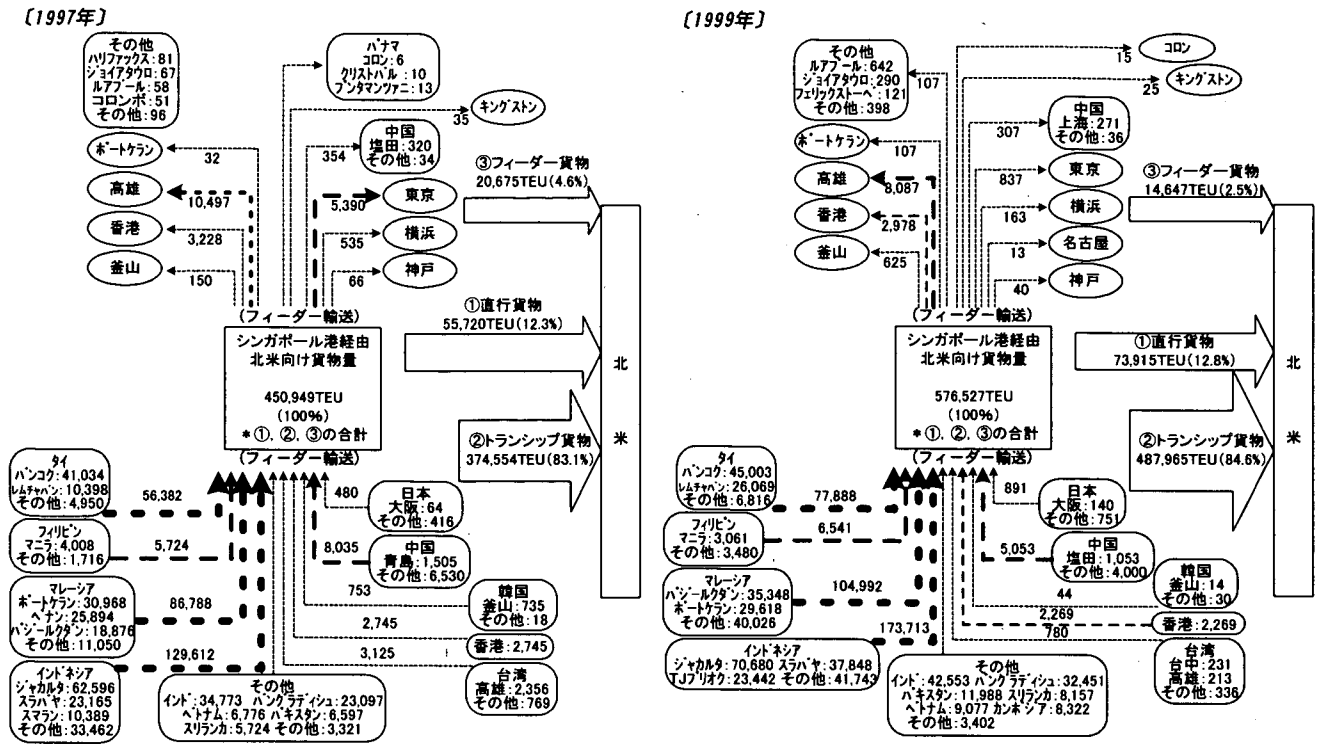 〔1997年〕
その他
ハリファックス:81
ジョイアタウロ:67
ルアブール:58
コロンボ:51
その他:96
パナマ
コロン:6
クリストバル:10
プンタマンツァニ:13
35
キングストン
中国
塩田:320
その他:34
354
ポートケラン
32
高雄
10,497
香港
3,228
釜山
150
5,390
東京
535
横浜
66
神戸
③フィーダー貨物
20,675TEU(4.6%)
①直行貨物
55,720TEU(12.3%)
②トランシップ貨物
374,554TEU(83.1%)
北
米
(フィーダー輸送)
シンガポール港経由
北米向け貨物量
450,949TEU
(100%)
*①,②,③の合計
(フィーダー輸送)
タイ
バンコク:41,034
レムチャバン:10,398
その他:4,950
56,382
フィリピン
マニラ:4,008
その他:1,716
5,724
マレーシア
ポートケラン:30,968
ペナン:25,894
パシールグダン:18,876
その他:11,050
86,788
インドネシア
ジャカルタ:62,596
スラバヤ:23,165
スマラン:10,389
その他:33,462
129,612
その他
インド:34,773 バングラディシュ:23,097
ベトナム:6,776 パキスタン:6,597
スリランカ:5,724 その他:3,321
480
日本
大阪:64
その他:416
8,035
中国
青島:1,505
その他:6,530
753
韓国
釜山:735
その他:18
2,745
香港:2,745
3,125
台湾
高雄:2,356
その他:769
〔1999年〕
その他
ルアブール:642
ジョイアタウロ:290
フェリックストーペ:121
その他:398
107
15
コロン
25
キングストン
307
中国
上海:271
その他:36
ポートケラン
107
高雄
8,087
香港
2,978
釜山
625
837
東京
163
横浜
13
名古屋
40
神戸
③フィーダー貨物
14,647TEU(2.5%)
①直行貨物
73,915TEU(12.8%)
②トランシップ貨物
487,965TEU(84.6%)
北
米
(フィーダー輸送)
シンガポール港経由
北米向け貨物量
576,527TEU
(100%)
*①,②,③の合計
(フィーダー輸送)
タイ
バンコク:45,003
レムチャバン:26,069
その他:6,816
77,888
フィリピン
マニラ:3,061
その他:3,480
6,541
マレーシア
パシールグダン:35,348
ポートケラン:29,618
その他:40,026
104,992
インドネシア
ジャカルタ:70,680 スラバヤ:37,848
TJプリオク:23,442 その他:41,743
173,713
その他
インド:42,553 バングラディシュ:32,451
パキスタン:11,988 スリランカ:8,157
ベトナム:9,077 カンボジア:8,322
その他:3,402
891
日本
大阪:140
その他:751
5,053
中国
塩田:1,053
その他:4,000
44
韓国
釜山:14
その他:30
2,269
香港:2,269
780
台湾
台中:231
高雄:213
その他:336